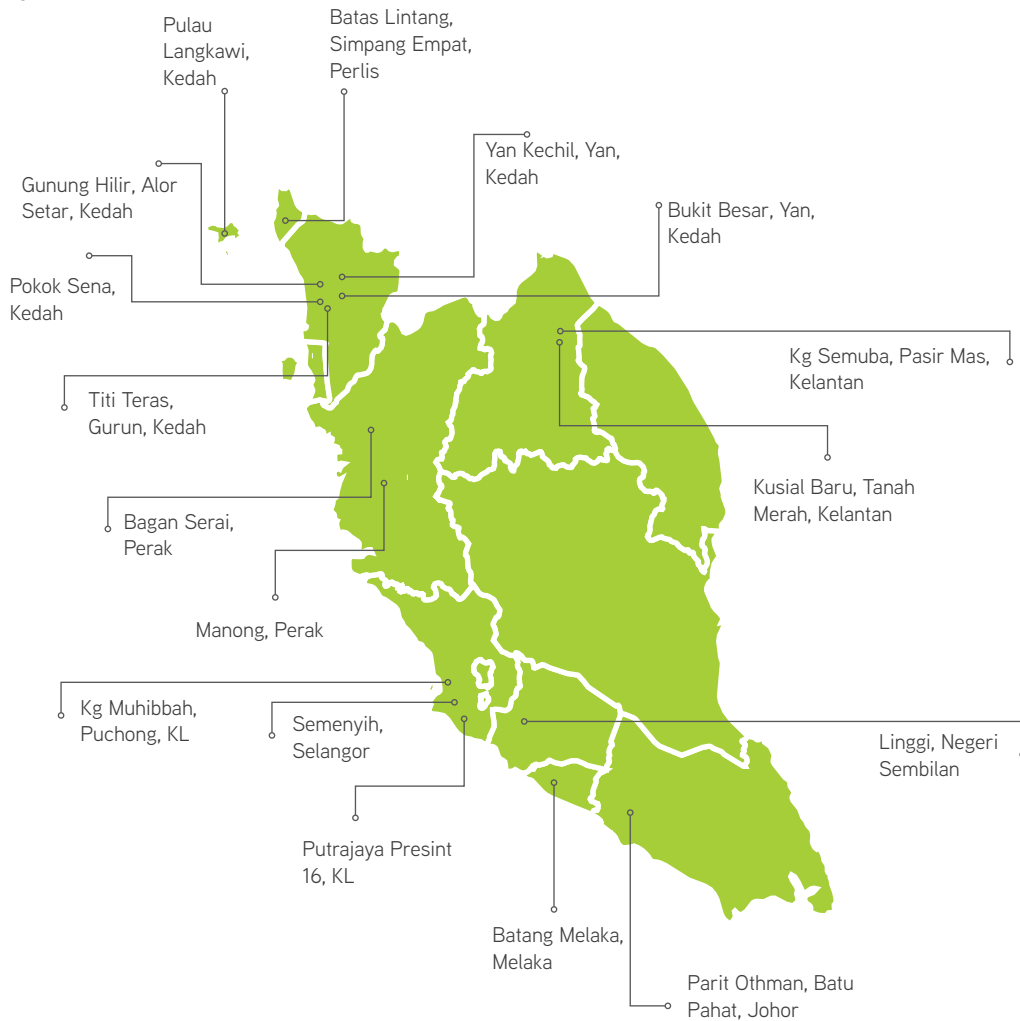 Pulau
Langkawi,
Kedah
Batas Lintang,
Simpang Empat,
Perlis
Yan Kechil, Yan,
Kedah
Gunung Hilir, Alor
Setar, Kedah
Bukit Besar, Yan,
Kedah
Pokok Sena,
Kedah
Kg Semuba, Pasir Mas,
Kelantan
Titi Teras,
Gurun, Kedah
Kusial Baru, Tanah
Merah, Kelantan
Bagan Serai,
Perak
Manong, Perak
Kg Muhibbah,
Puchong, KL
Semenyih,
Selangor
Linggi, Negeri
Sembilan
Putrajaya Presint
16, KL
Batang Melaka,
Melaka
Parit Othman, Batu
Pahat, Johor